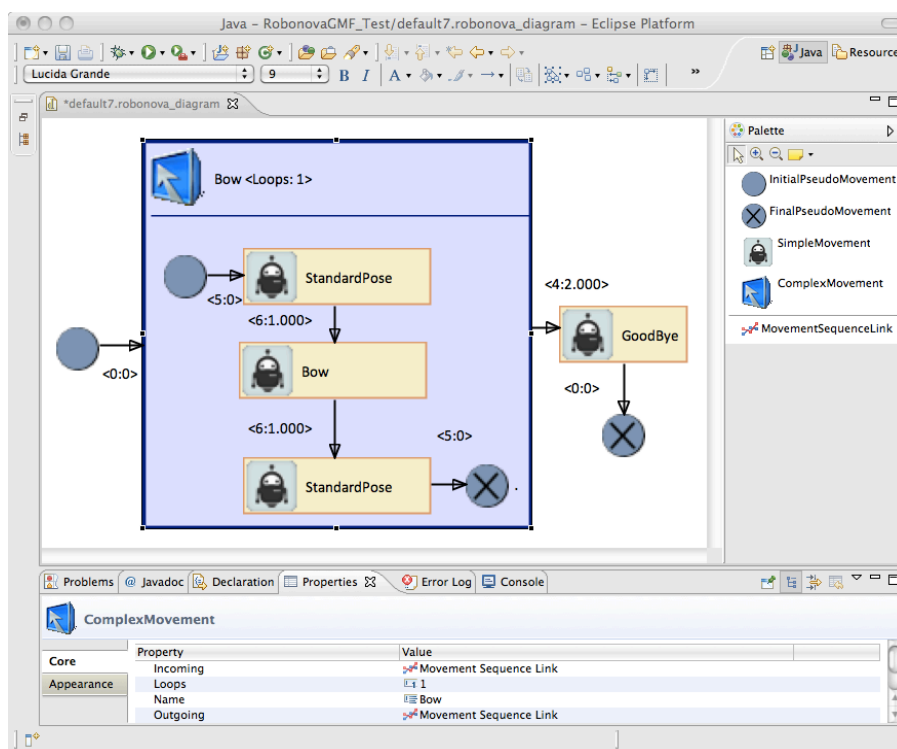 Java – RobonovaGMF_Test/default7.robonova_diagram – Eclipse Platform
Java
Resource
Lucida Grande
9
B I A
»
*default7.robonova_diagram
Bow <Loops: 1>
StandardPose
<5:0>
<6:1.000>
Bow
<6:1.000>
<5:0>
StandardPose
.
<0:0>
<4:2.000>
GoodBye
<0:0>
Palette
InitialPseudoMovement
FinalPseudoMovement
SimpleMovement
ComplexMovement
MovementSequenceLink
Problems @ Javadoc Declaration Properties Error Log Console
ComplexMovement
Core
Appearance
Property Value
Incoming Movement Sequence Link
Loops 1
Name Bow
Outgoing Movement Sequence Link